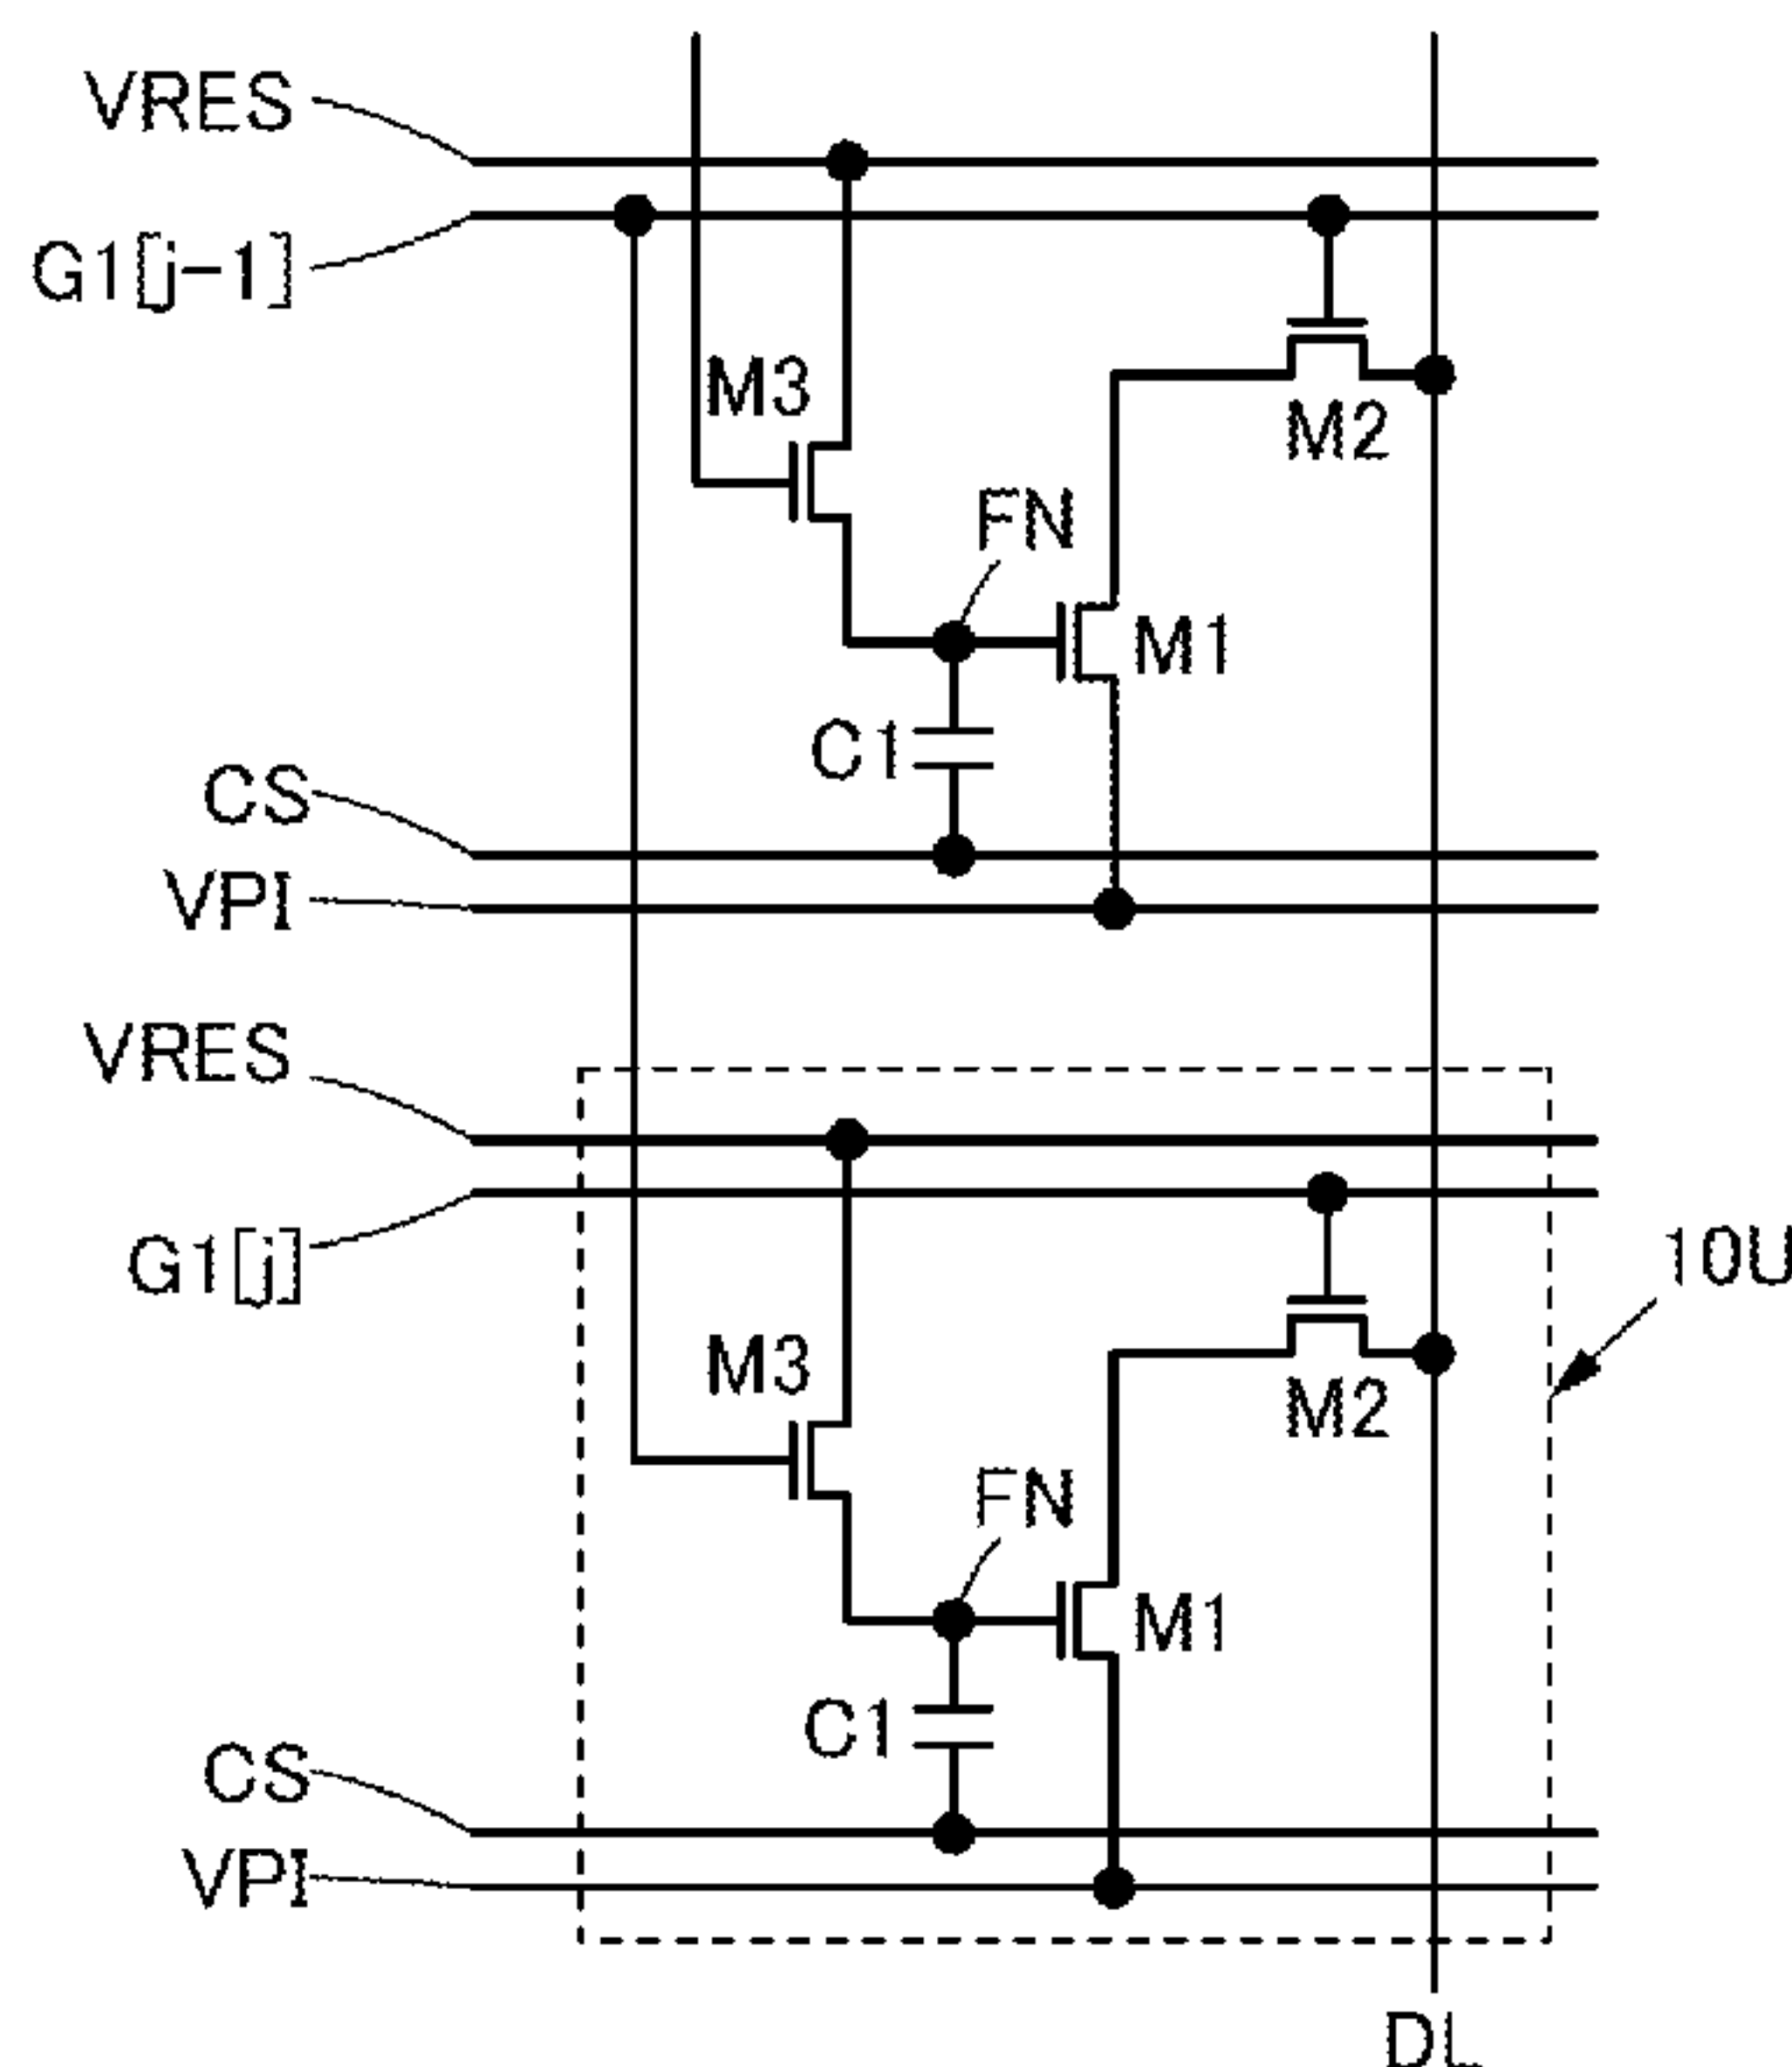 VRES
G1[j-1]
M3
M2
FN
M1
C1
CS
VPI
VRES
G1[j]
10U
M3
M2
FN
M1
C1
CS
VPI
DL